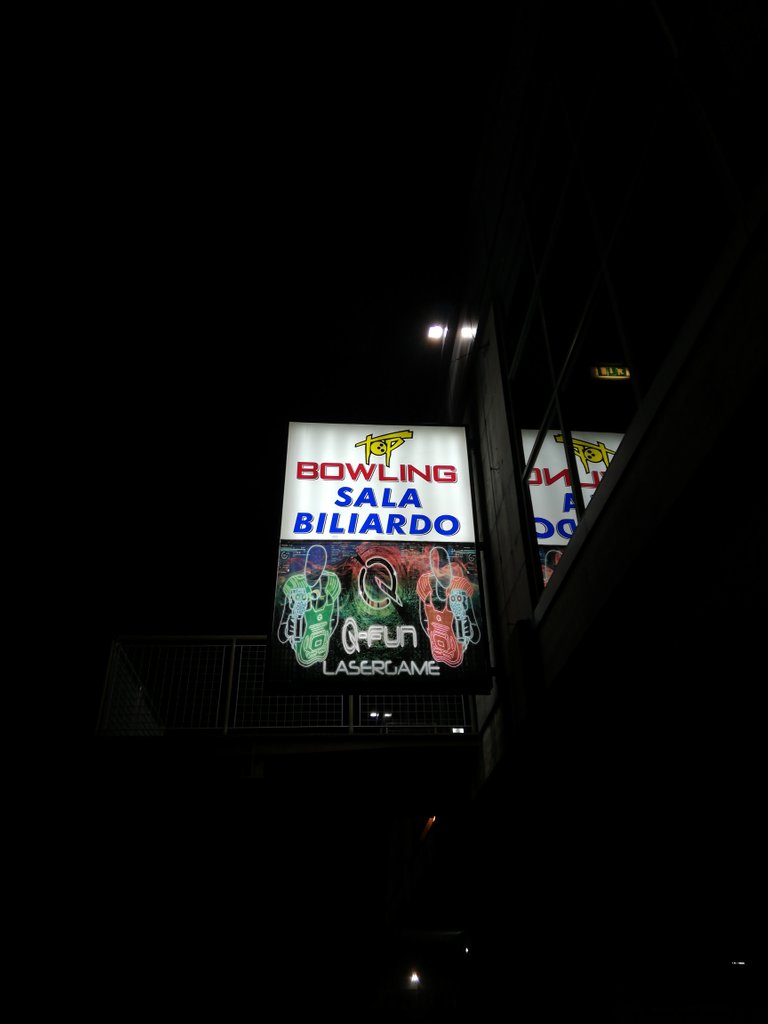 TOP
BOWLING
SALA
BILIARDO
Q
Q-FUN
LASERGAME